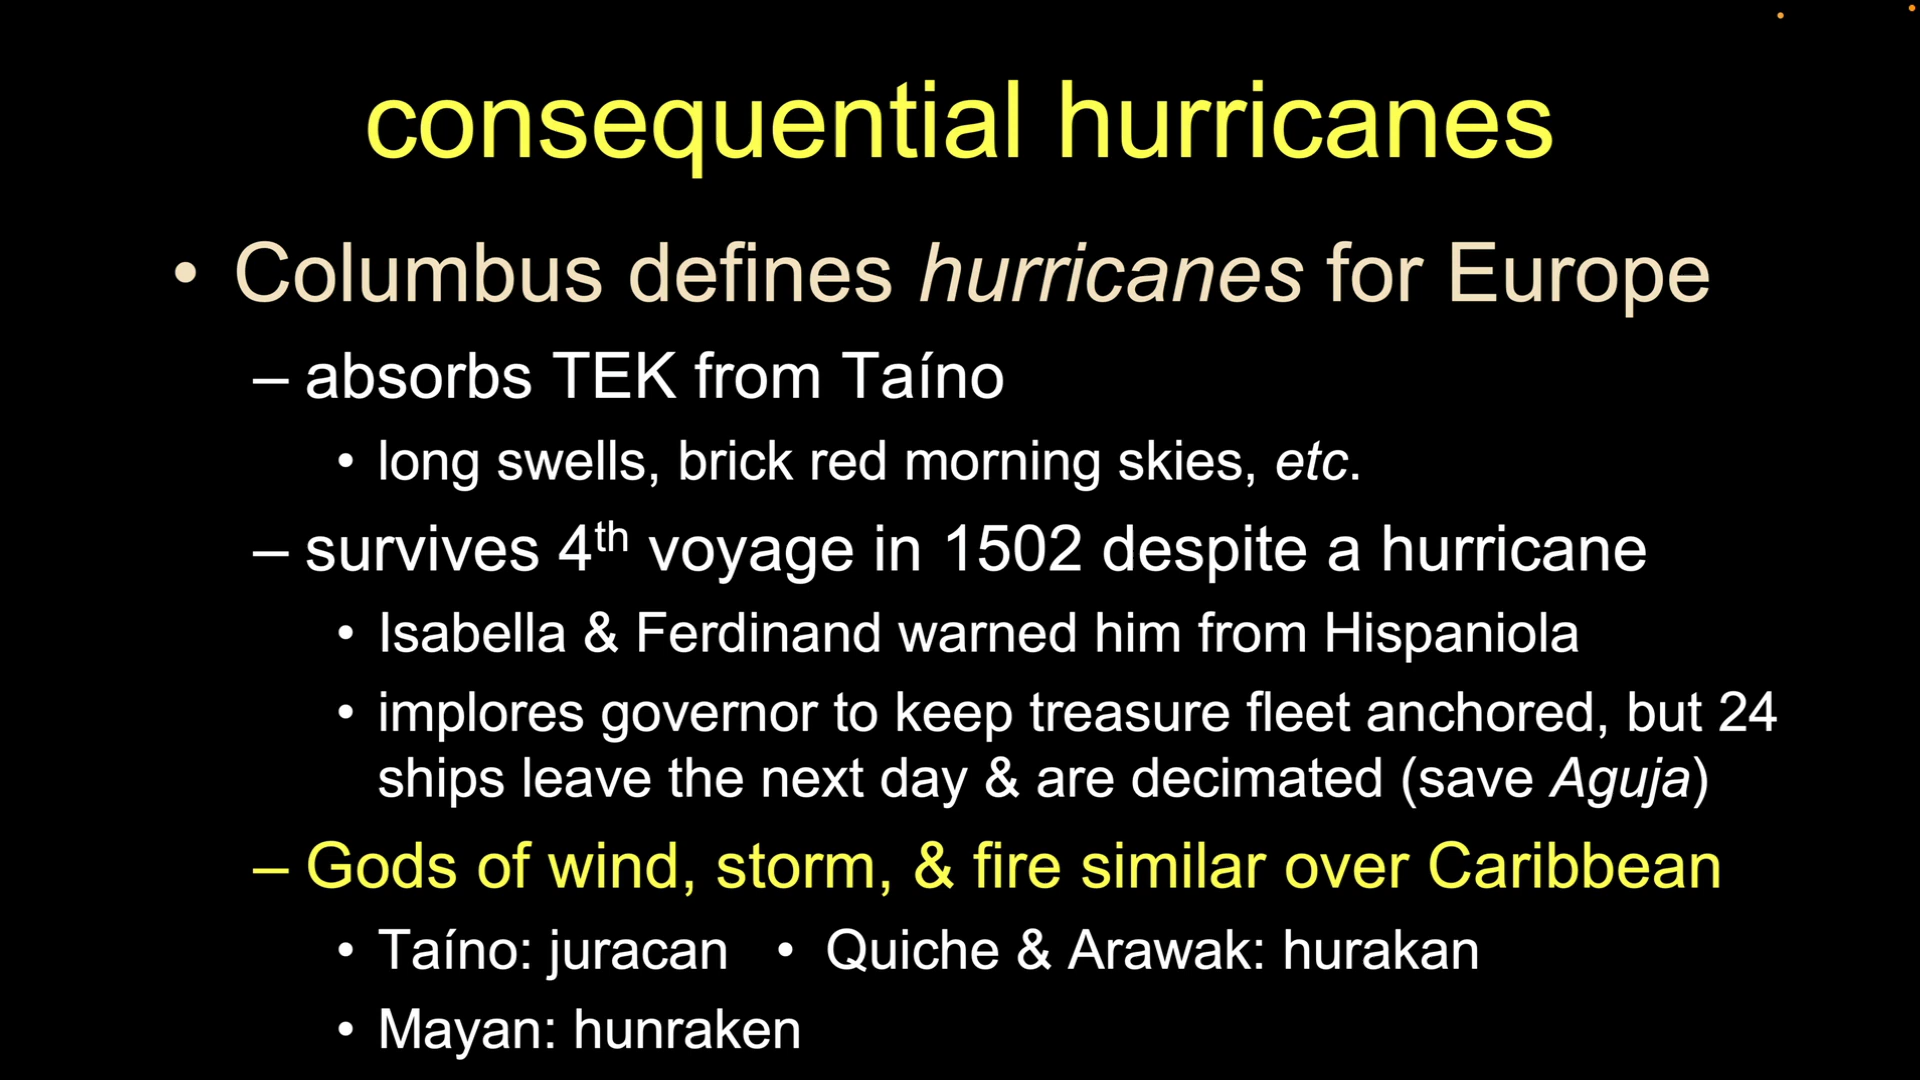 consequential hurricanes
• Columbus defines hurricanes for Europe
– absorbs TEK from Taíno
• long swells, brick red morning skies, etc.
– survives 4th voyage in 1502 despite a hurricane
• Isabella & Ferdinand warned him from Hispaniola
• implores governor to keep treasure fleet anchored, but 24
ships leave the next day & are decimated (save Aguja)
– Gods of wind, storm, & fire similar over Caribbean
• Taíno: juracan • Quiche & Arawak: hurakan
• Mayan: hunraken